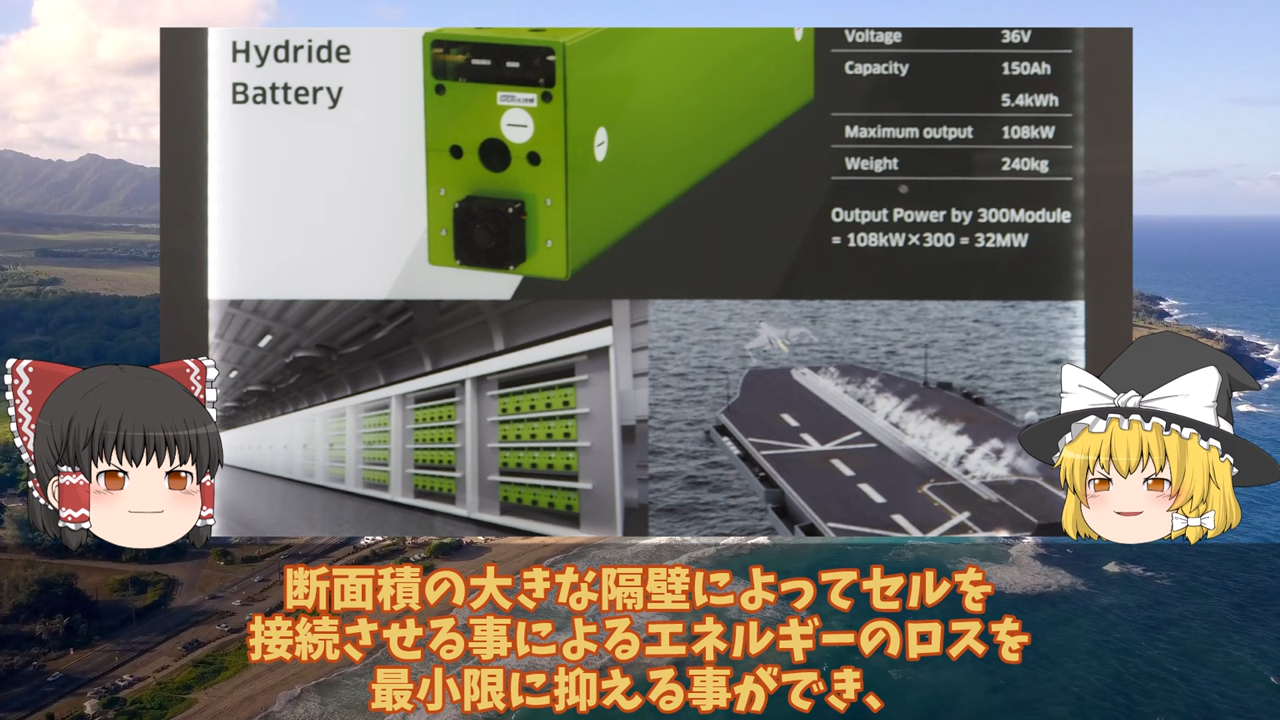 Hydride
Battery
Voltage 36V
Capacity 150Ah
5.4kWh
Maximum output 108kW
Weight 240kg
Output Power by 300Module
= 108kW×300 = 32MW
断面積の大きな隔壁によってセルを
接続させる事によるエネルギーのロスを
最小限に抑える事ができ、